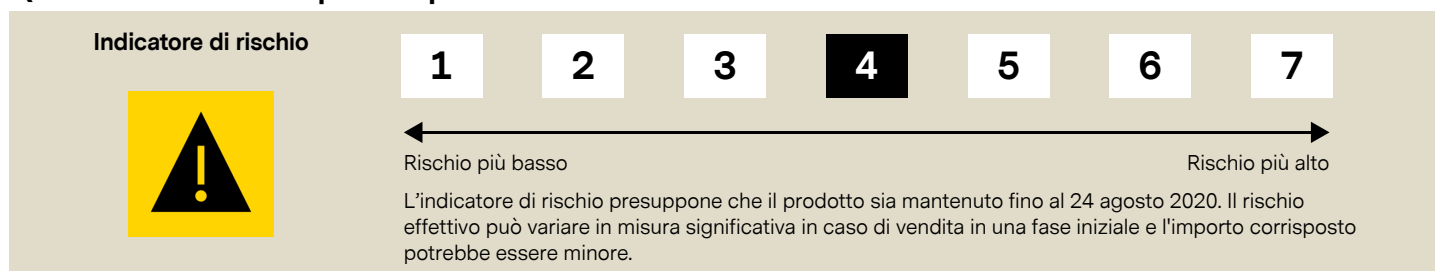 Indicatore di rischio
1 2 3 4 5 6 7
Rischio più basso
Rischio più alto
L'indicatore di rischio presuppone che il prodotto sia mantenuto fino al 24 agosto 2020. Il rischio
effettivo può variare in misura significativa in caso di vendita in una fase iniziale e l'importo corrisposto
potrebbe essere minore.